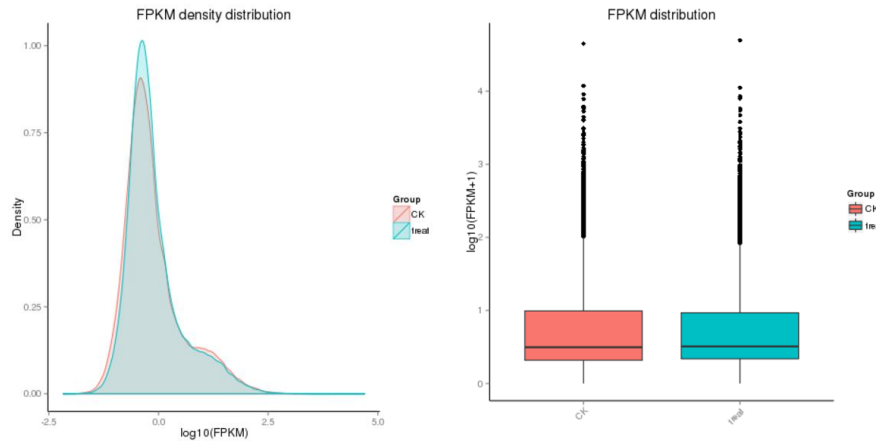 FPKM density distribution
1.00
0.75
0.50
0.25
0.00
Density
-2.5
0.0
2.5
5.0
log10(FPKM)
Group
CK
treat
FPKM distribution
4
3
2
1
0
log10(FPKM+1)
CK
treat
Group
CK
trea